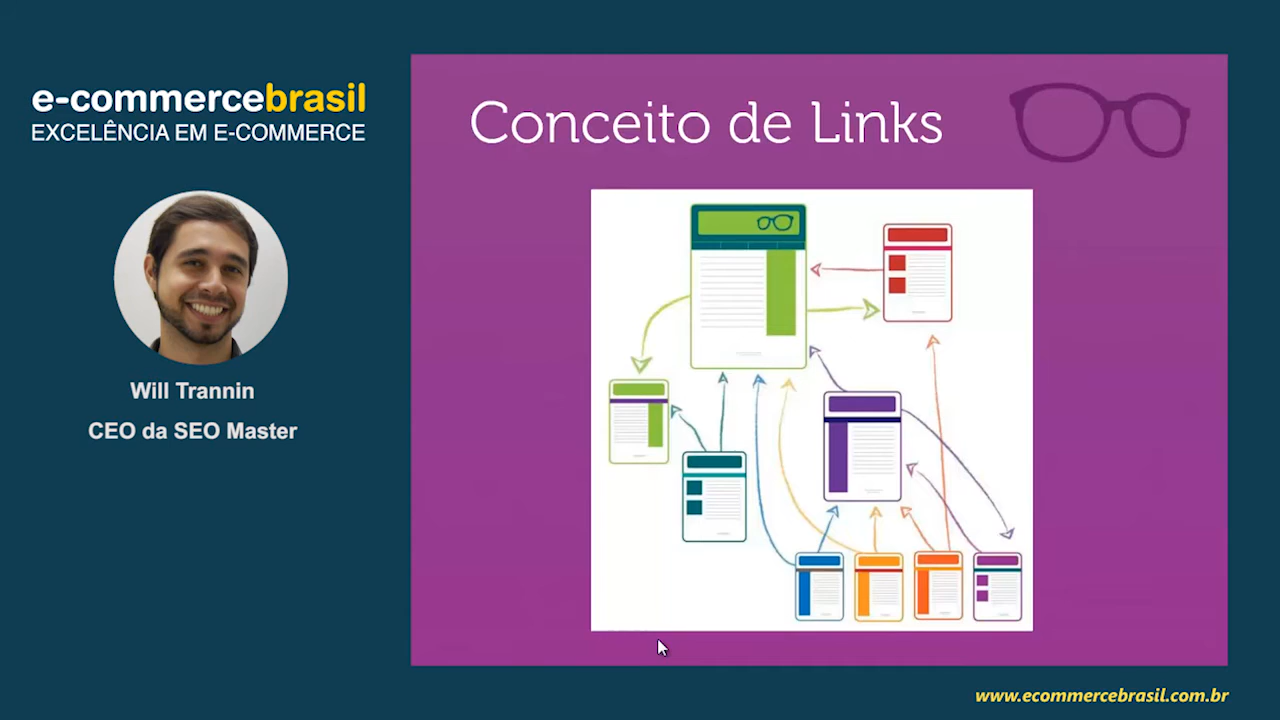 e-commercebrasil
EXCELÊNCIA EM E-COMMERCE
Will Trannin
CEO da SEO Master
Conceito de Links
www.ecommercebrasil.com.br